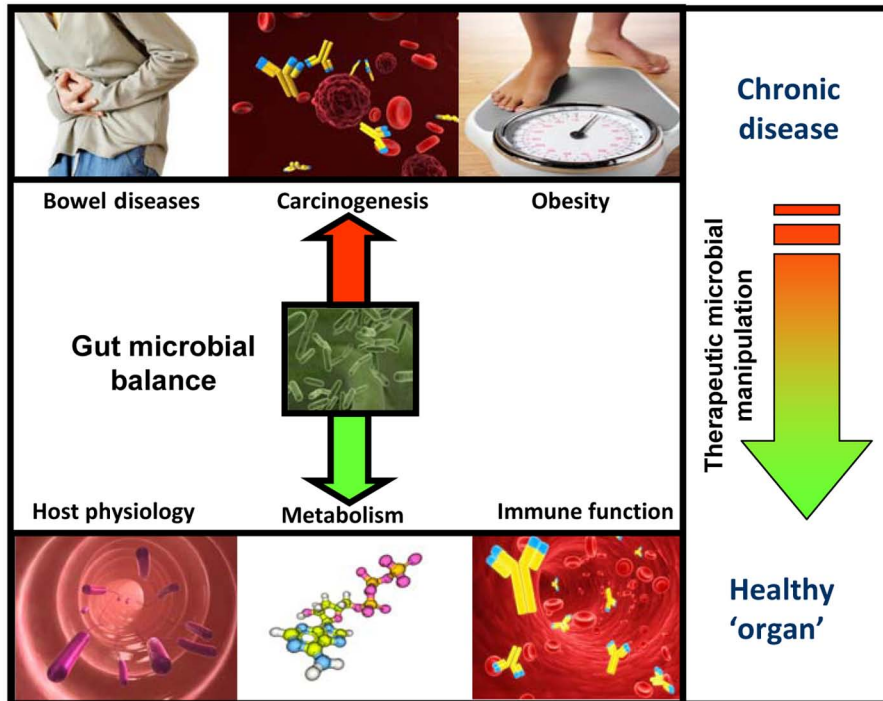 Bowel diseases
Carcinogenesis
Obesity
Chronic
disease
Gut microbial
balance
Therapeutic microbial
manipulation
Host physiology
Metabolism
Immune function
Healthy
‘organ’